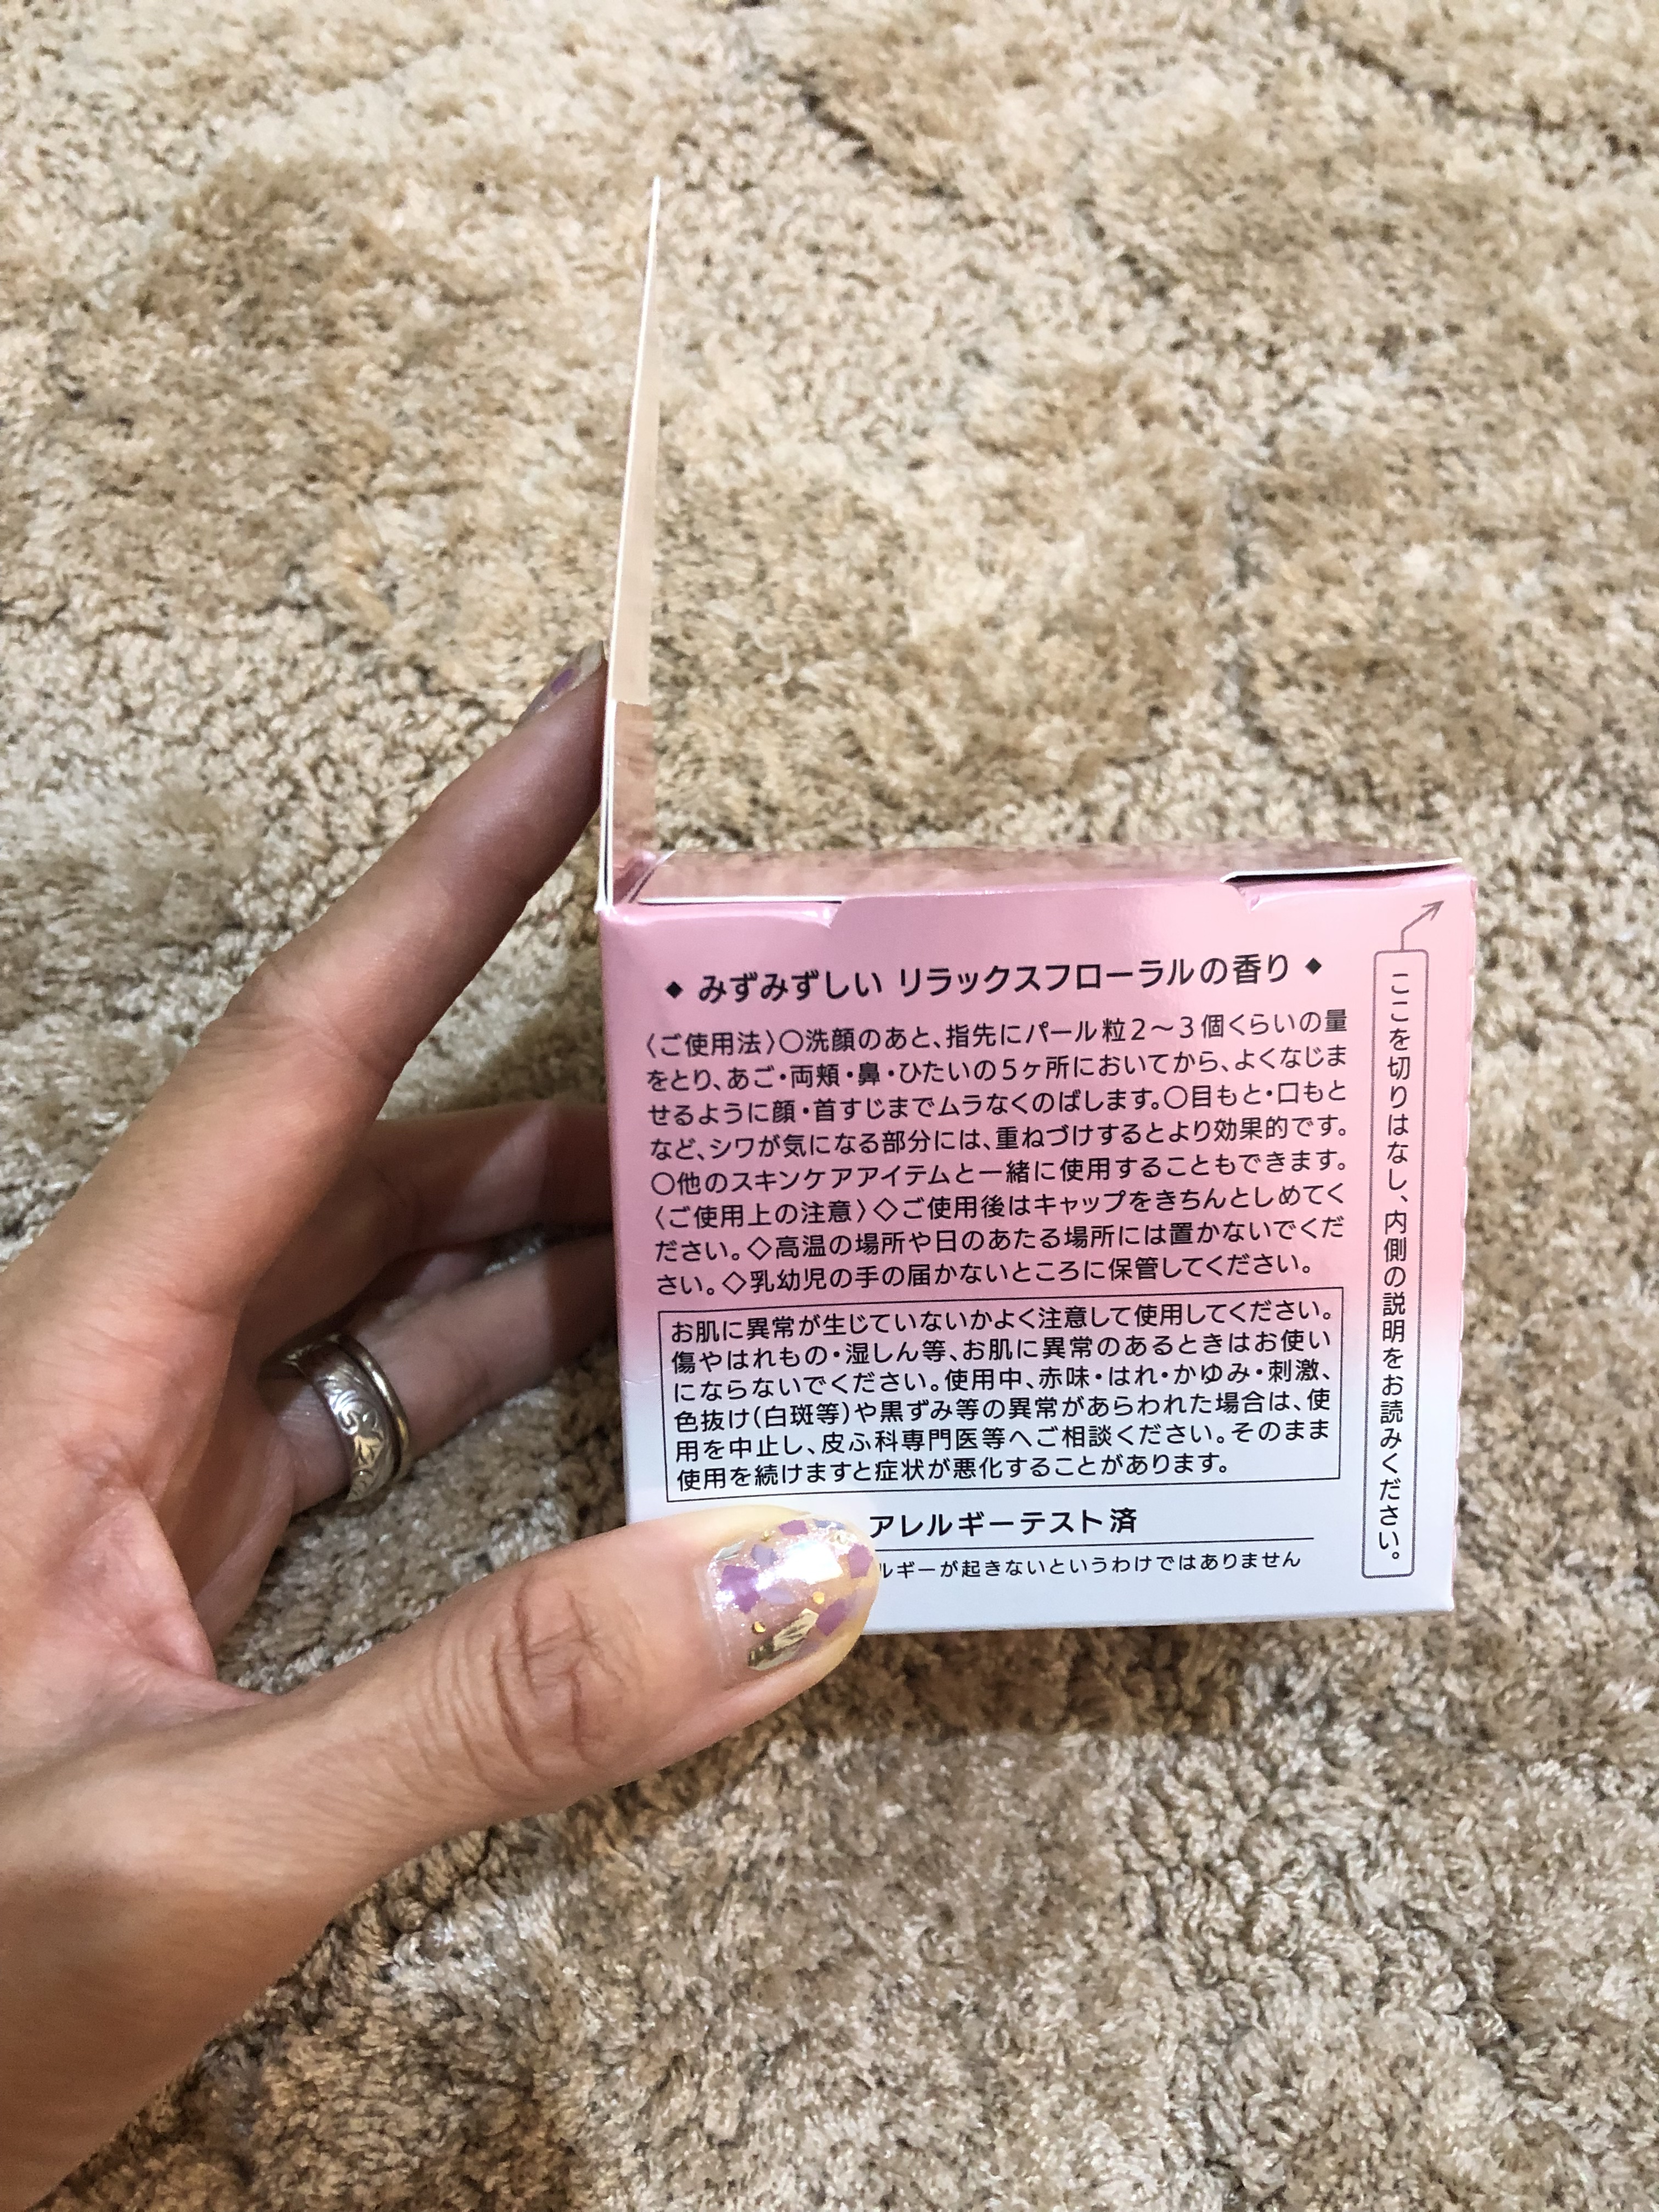 ◆ みずみずしい リラックスフローラルの香り ◆
〈ご使用法〉○洗顔のあと、指先にパール粒2〜3個くらいの量
をとり、あご・両頬・鼻・ひたいの5ヶ所においてから、よくなじま
せるように顔・首すじまでムラなくのばします。○目もと・口もと
など、シワが気になる部分には、重ねづけするとより効果的です。
○他のスキンケアアイテムと一緒に使用することもできます。
〈ご使用上の注意〉◇ご使用後はキャップをきちんとしめてく
ださい。◇高温の場所や日のあたる場所には置かないでくだ
さい。◇乳幼児の手の届かないところに保管してください。
お肌に異常が生じていないかよく注意して使用してください。
傷やはれもの・湿しん等、お肌に異常のあるときはお使い
にならないでください。使用中、赤味・はれ・かゆみ・刺激、
色抜け(白斑等)や黒ずみ等の異常があらわれた場合は、使
用を中止し、皮ふ科専門医等へご相談ください。そのまま
使用を続けますと症状が悪化することがあります。
アレルギーテスト済
ルギーが起きないというわけではありません
ここを切りはなし、内側の説明をお読みください。